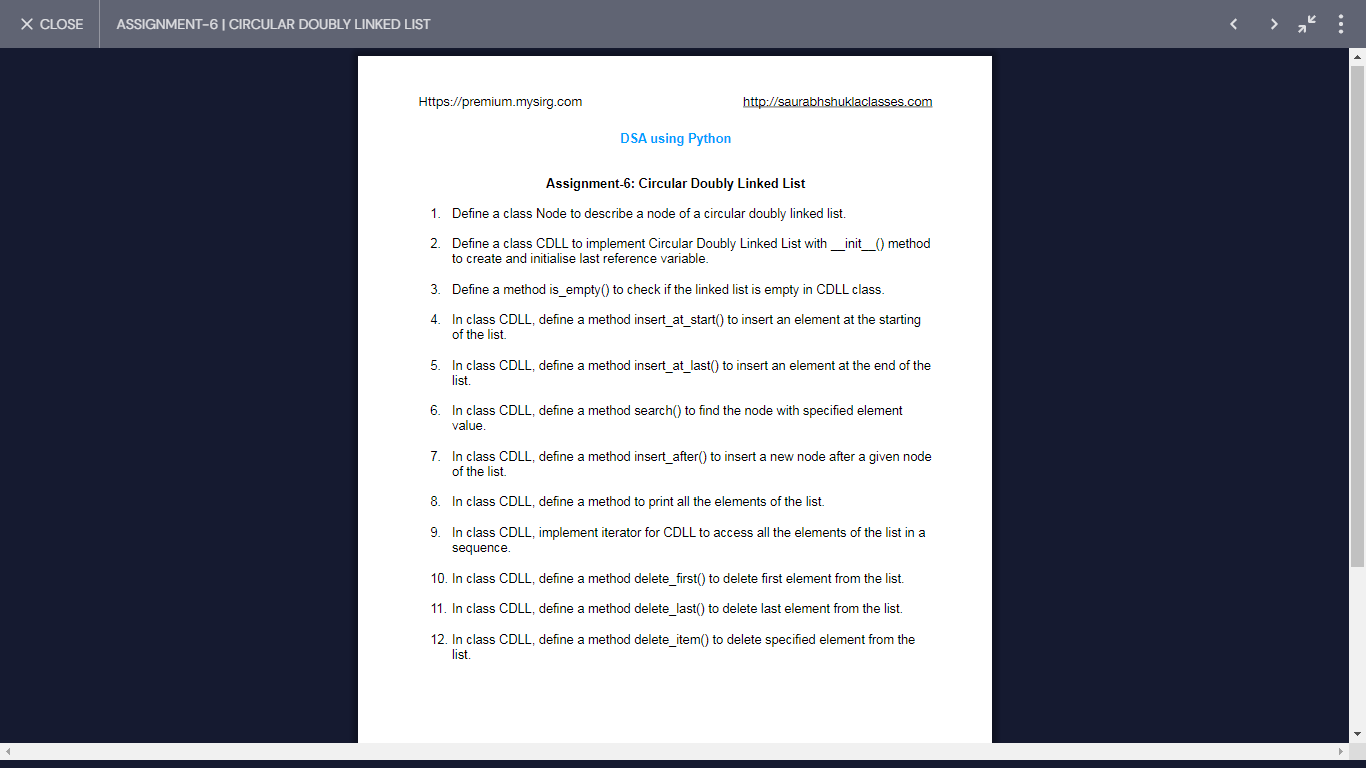 CLOSE
ASSIGNMENT-6 | CIRCULAR DOUBLY LINKED LIST
Https://premium.mysirg.com
http://saurabhshuklaclasses.com
DSA using Python
Assignment-6: Circular Doubly Linked List
1. Define a class Node to describe a node of a circular doubly linked list.
2. Define a class CDLL to implement Circular Doubly Linked List with __init__() method
to create and initialise last reference variable.
3. Define a method is_empty() to check if the linked list is empty in CDLL class.
4. In class CDLL, define a method insert_at_start() to insert an element at the starting
of the list.
5. In class CDLL, define a method insert_at_last() to insert an element at the end of the
list.
6. In class CDLL, define a method search() to find the node with specified element
value.
7. In class CDLL, define a method insert_after() to insert a new node after a given node
of the list.
8. In class CDLL, define a method to print all the elements of the list.
9. In class CDLL, implement iterator for CDLL to access all the elements of the list in a
sequence.
10. In class CDLL, define a method delete_first() to delete first element from the list.
11. In class CDLL, define a method delete_last() to delete last element from the list.
12. In class CDLL, define a method delete_item() to delete specified element from the
list.